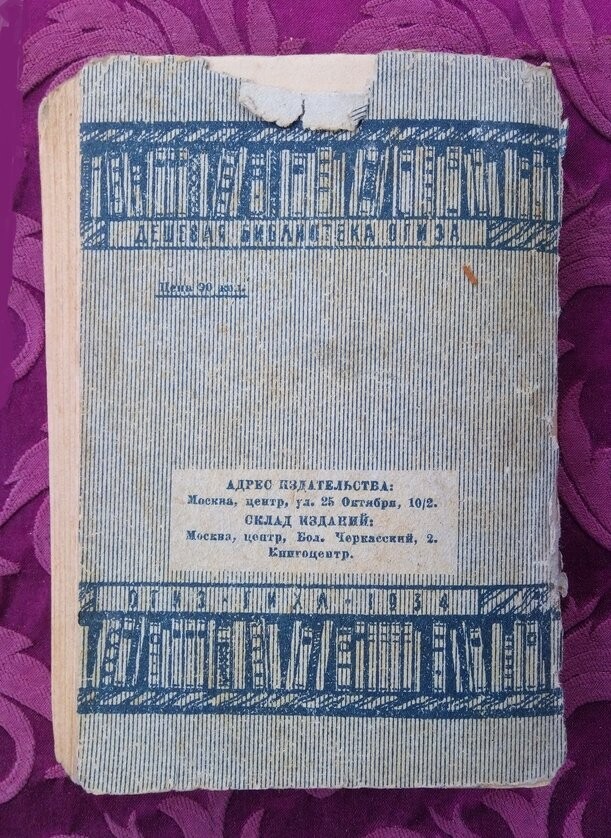 ДЕШЕВАЯ БИБЛИОТЕКА ОГИЗА
Цена 90 коп.
АДРЕС ИЗДАТЕЛЬСТВА:
Москва, центр, ул. 25 Октября, 10/2.
СКЛАД ИЗДАНИЙ:
Москва, центр, Бол. Черкасский, 2.
Книгоцентр.
ОГИЗ-ГИХЛ-1934